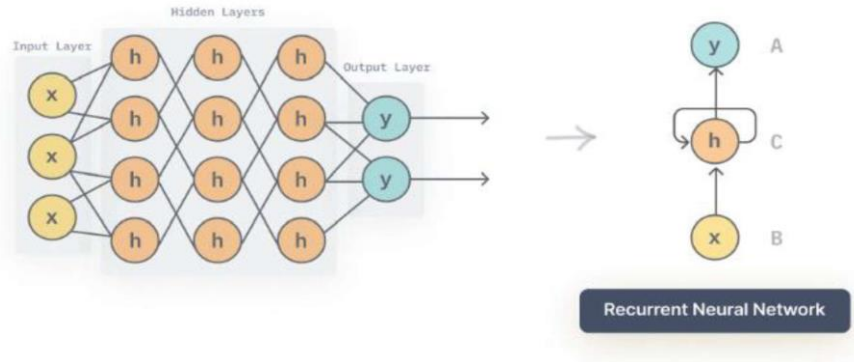 Hidden Layers
Input Layer
Output Layer
h h h
x
h h h
y
x
h h h
y
x
h h h
y A
h C
x B
Recurrent Neural Network